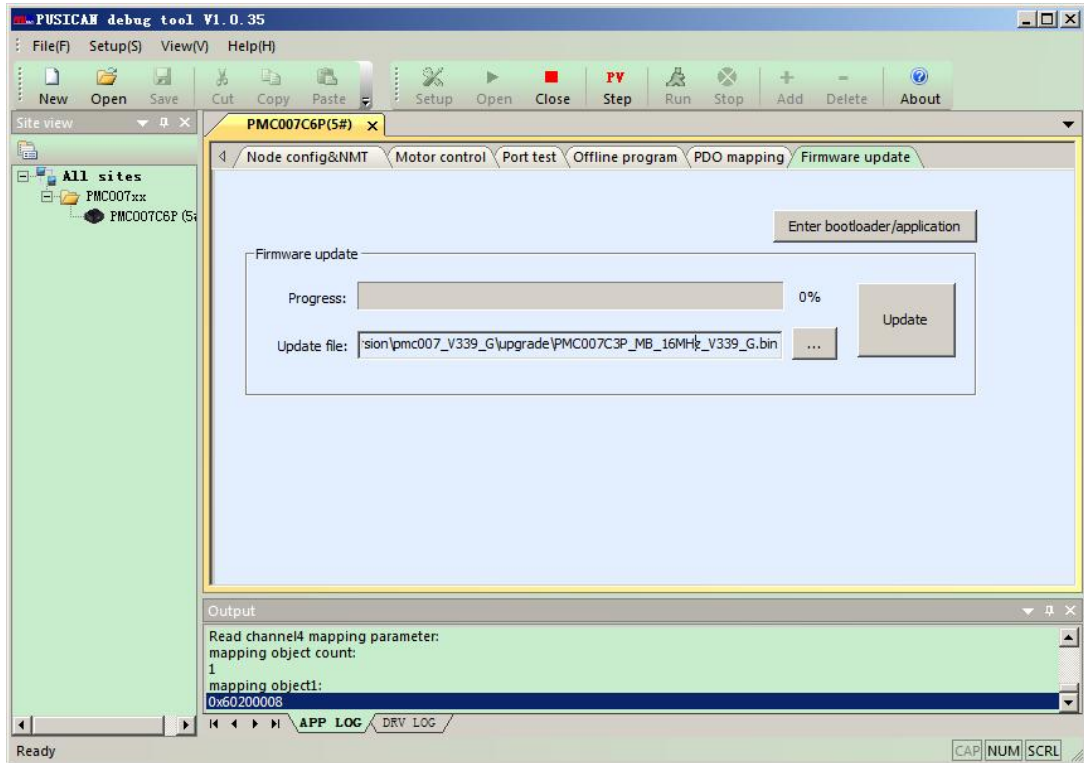 PUSICAN debug tool V1.0.35
File(F) Setup(S) View(V) Help(H)
New Open Save Cut Copy Paste Setup Open Close PV Step Run Stop Add Delete About
Site view
PMC007C6P(5#)
Node config&NMT Motor control Port test Offline program PDO mapping Firmware update
All sites
PMC007xx
PMC007C6P (5
Enter bootloader/application
Firmware update
Progress: 0%
Update
Update file: sion\pmc007_V339_G\upgrade\PMC007C3P_MB_16MHz_V339_G.bin ...
Output
Read channel4 mapping parameter:
mapping object count:
1
mapping object1:
0x60200008
APP LOG DRV LOG
Ready CAP NUM SCRL